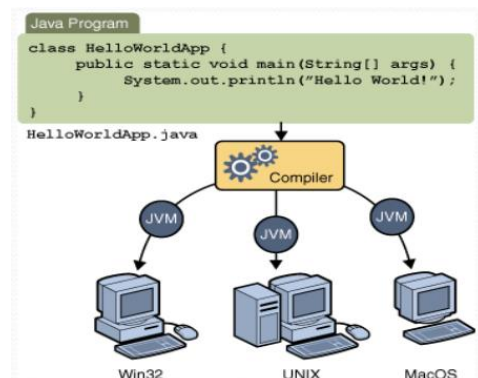 Java Program
class HelloWorldApp {
public static void main(String[] args) {
System.out.println("Hello World!");
}
}
HelloWorldApp.java
Compiler
JVM
JVM
JVM
Win32
UNIX
MacOS